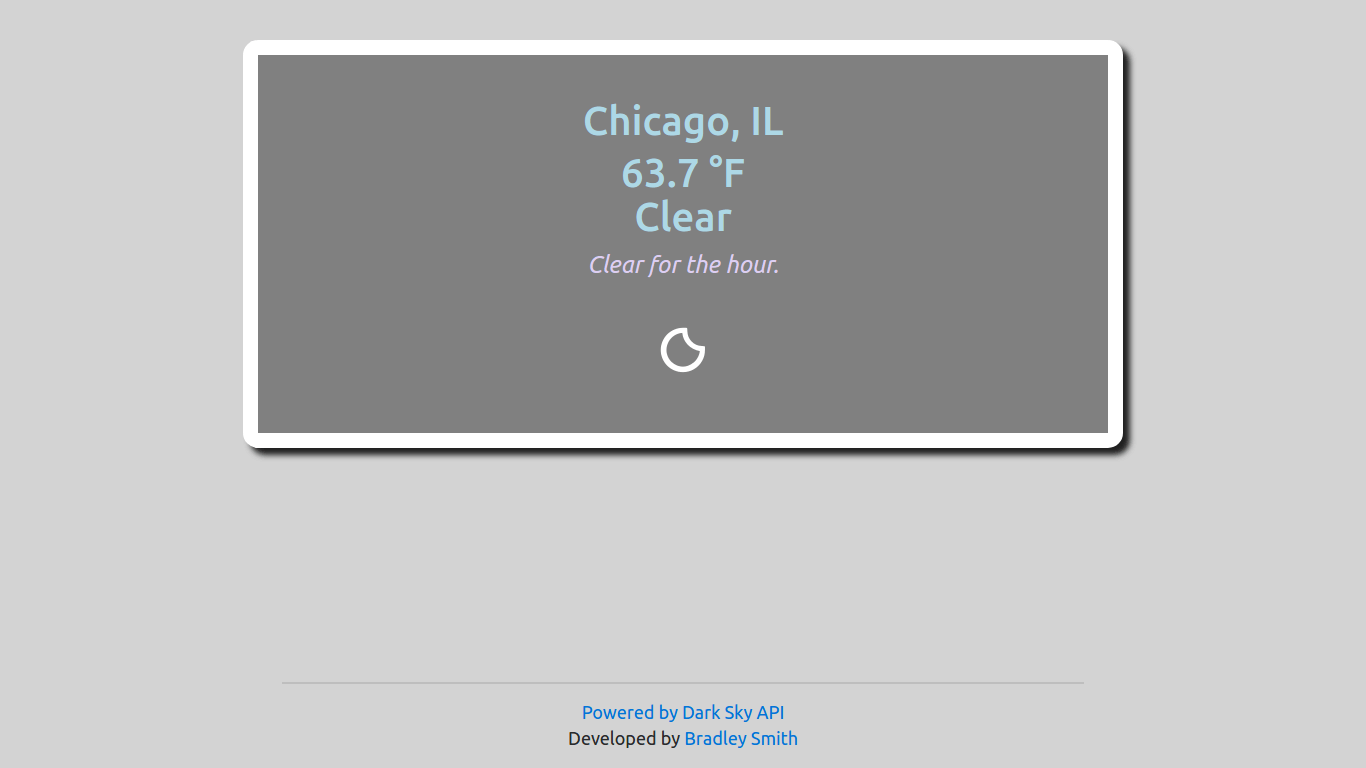 Chicago, IL
63.7 °F
Clear
Clear for the hour.
Powered by Dark Sky API
Developed by Bradley Smith